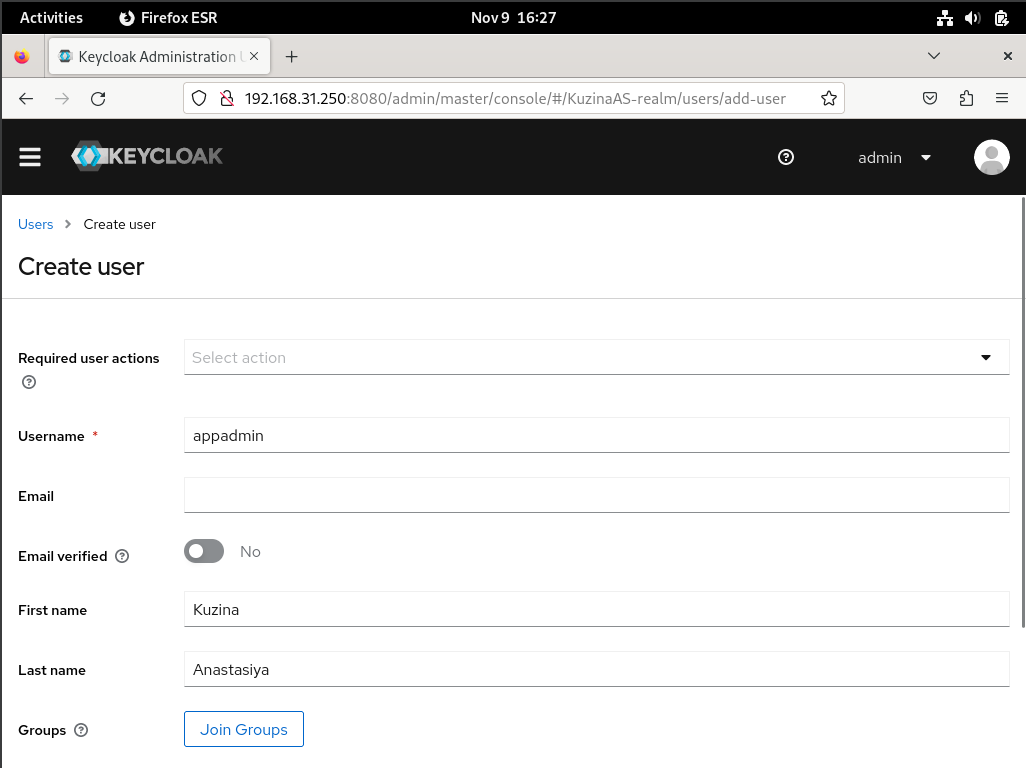 Activities Firefox ESR Nov 9 16:27
Keycloak Administration
192.168.31.250:8080/admin/master/console/#/KuzinaAS-realm/users/add-user
KEYCLOAK admin
Users Create user
Create user
Required user actions Select action
Username * appadmin
Email
Email verified No
First name Kuzina
Last name Anastasiya
Groups Join Groups